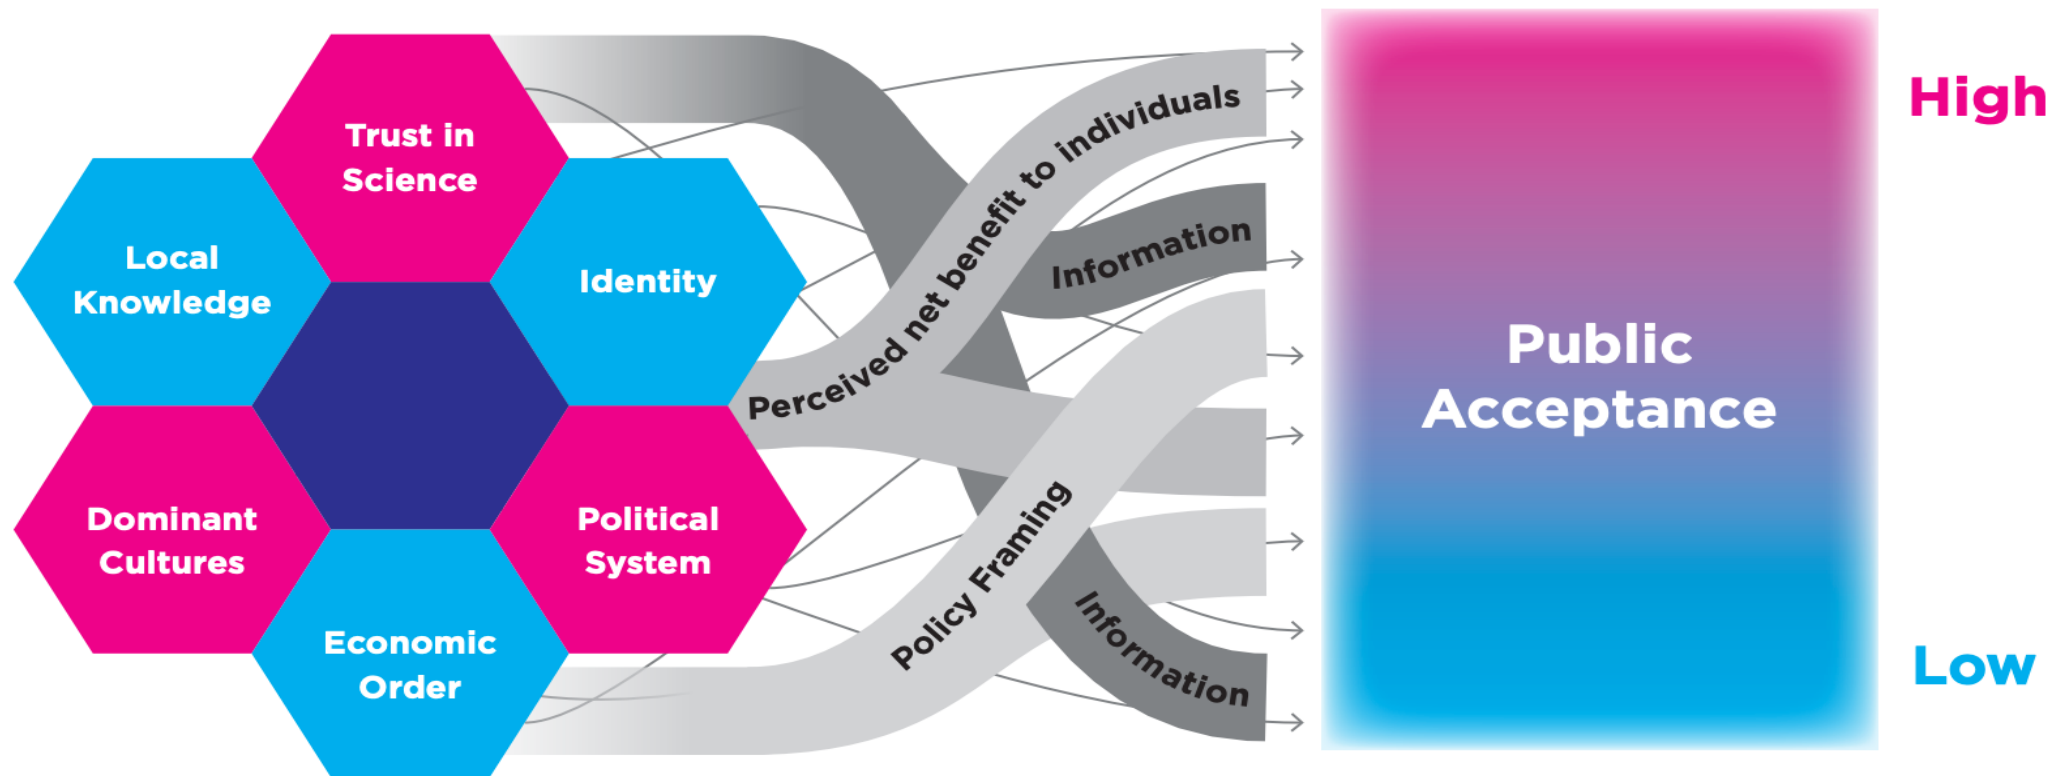 Trust in
Science
Local
Knowledge
Identity
Dominant
Cultures
Political
System
Economic
Order
Perceived net benefit to individuals
Information
Policy Framing
Information
Public
Acceptance
High
Low